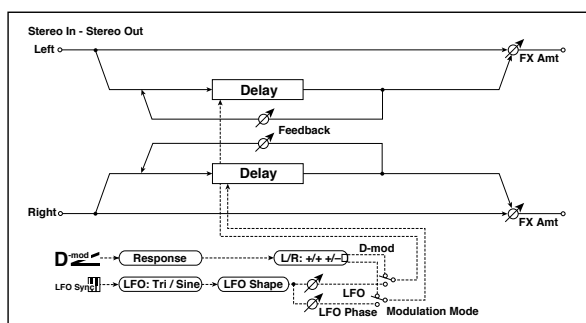 Stereo In - Stereo Out
Left
FX Amt
Delay
Feedback
Delay
Right
FX Amt
D-mod
D-mod Response L/R: +/+ +/–
LFO Sync LFO: Tri / Sine LFO Shape LFO
LFO Phase Modulation Mode